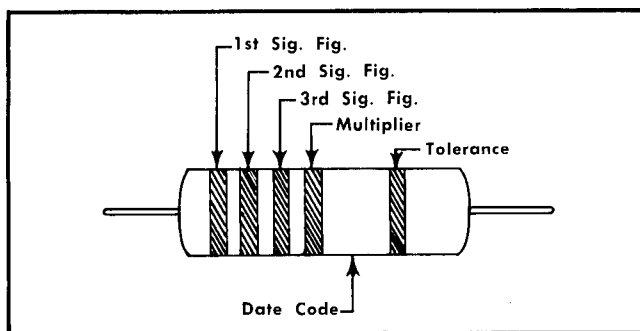 1st Sig. Fig.
2nd Sig. Fig.
3rd Sig. Fig.
Multiplier
Tolerance
Date Code